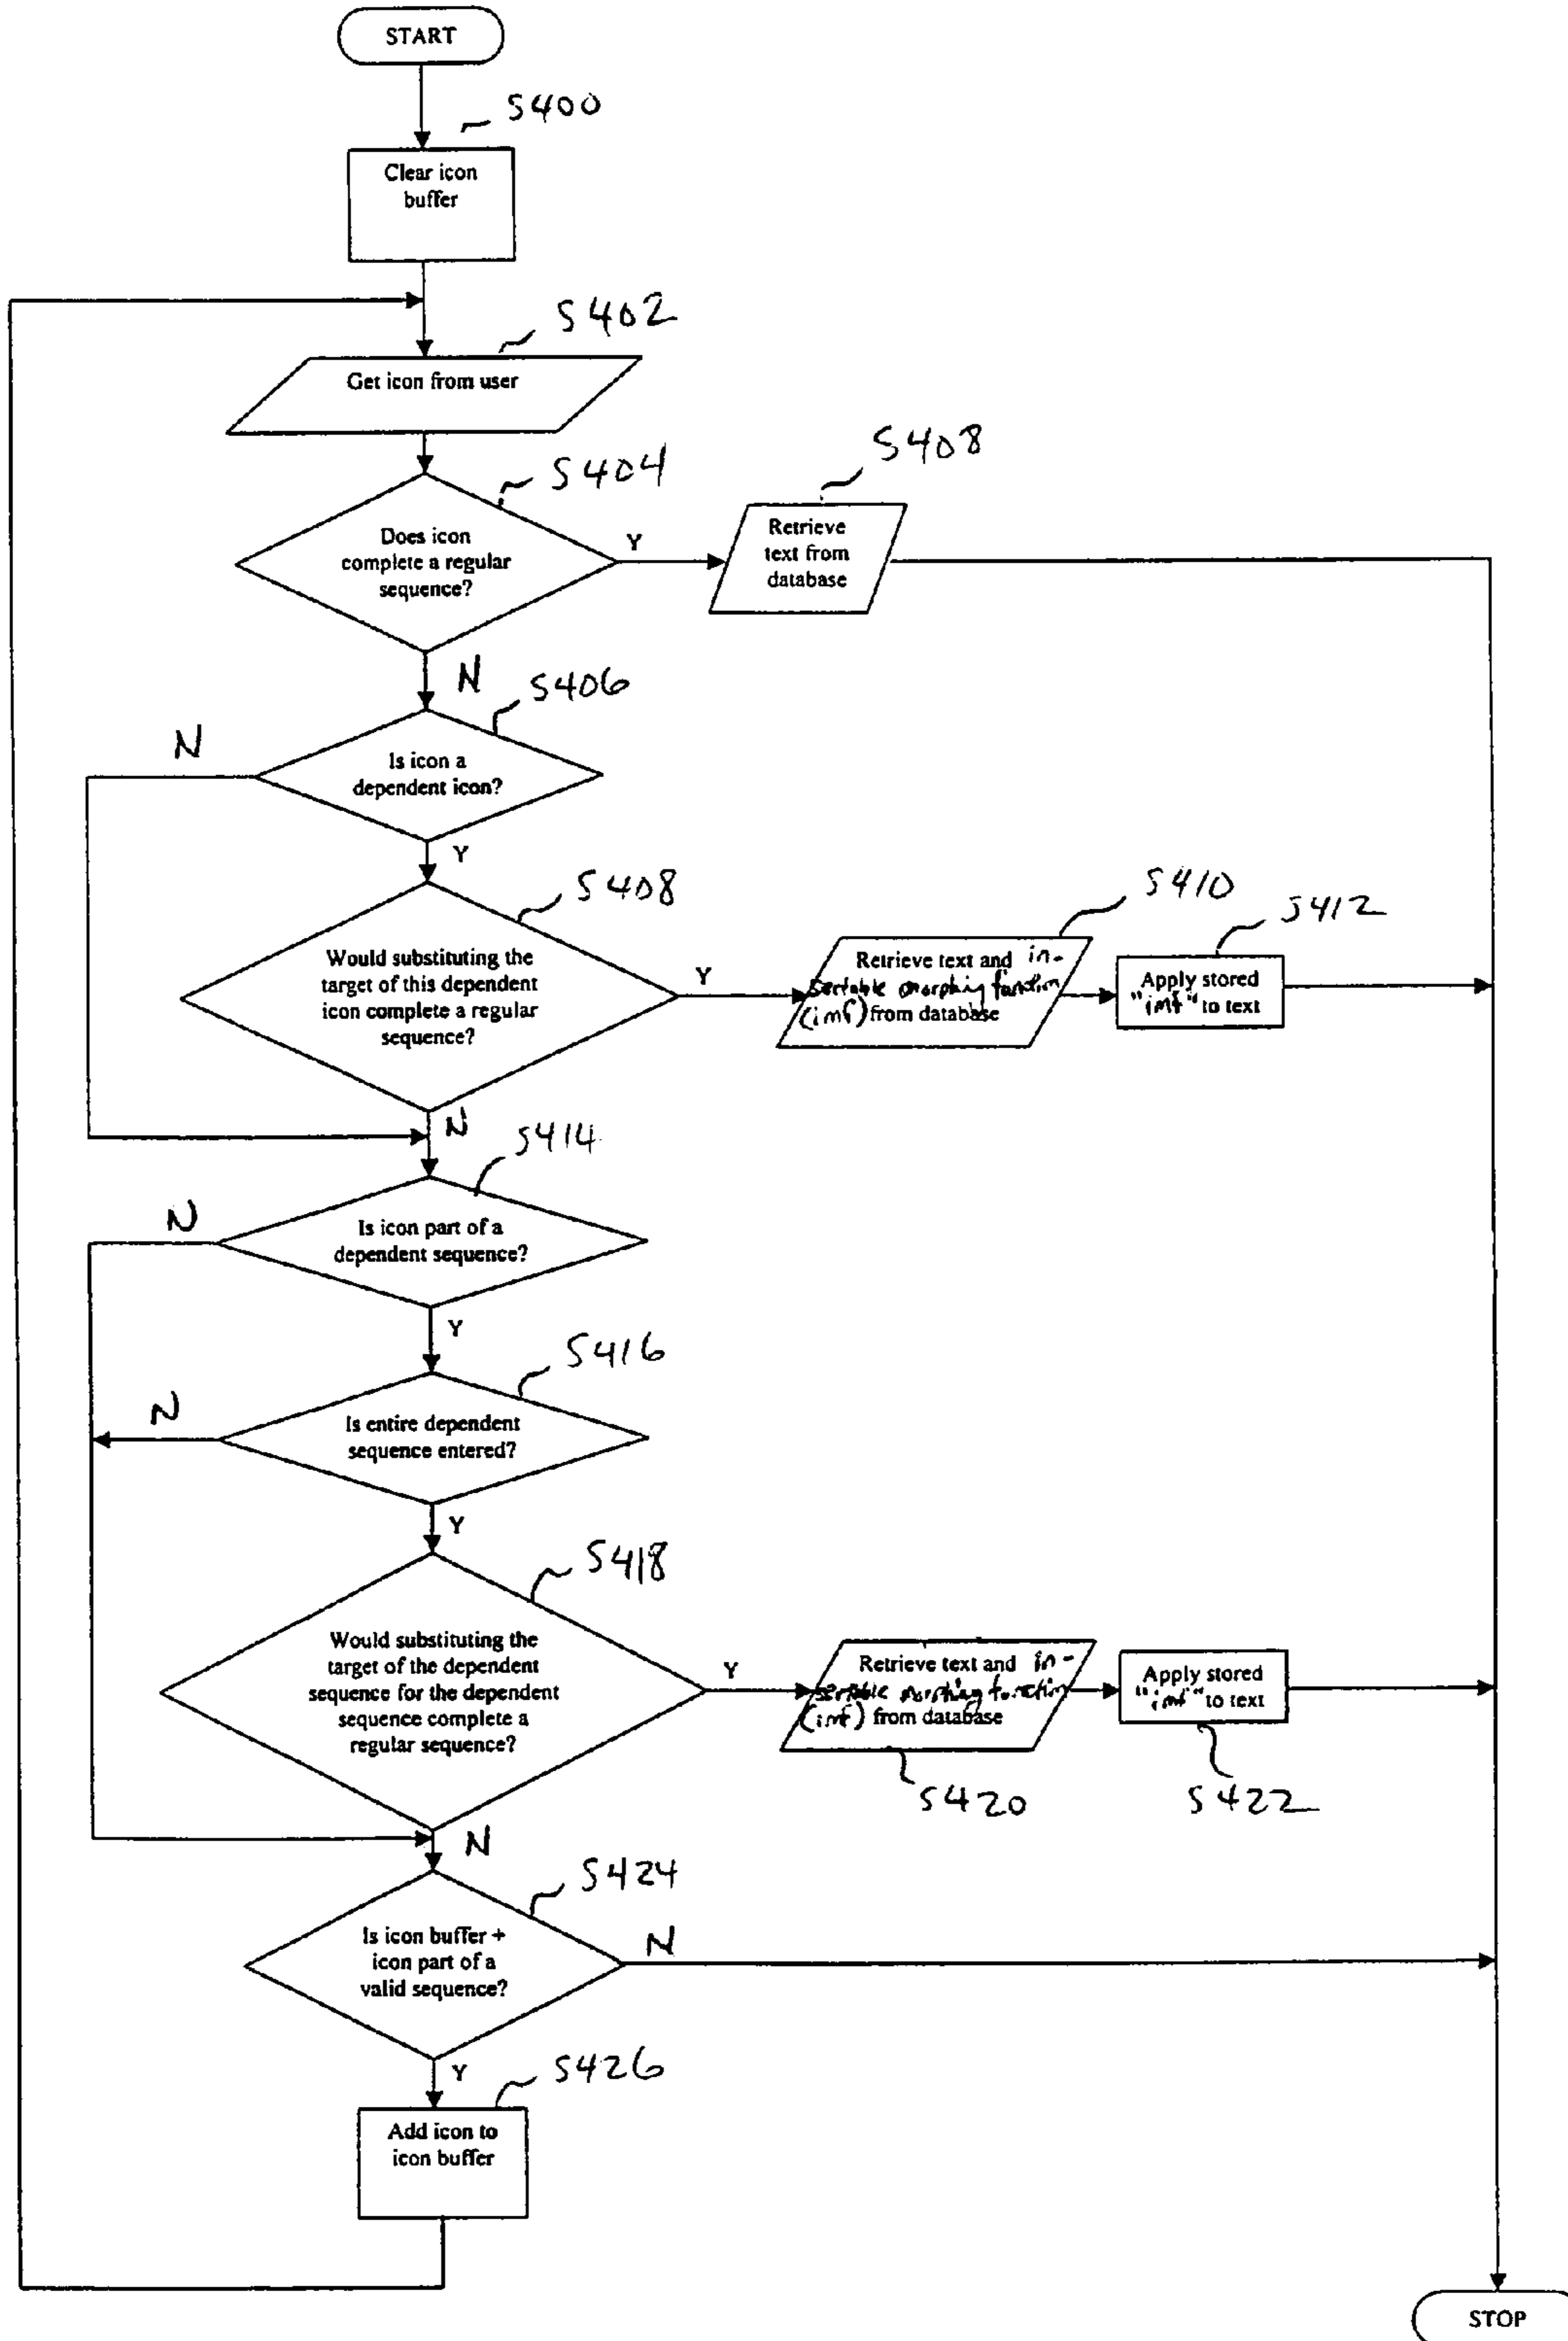 START
S400
Clear icon
buffer
S402
Get icon from user
S404
Does icon
complete a regular
sequence?
Y
S408
Retrieve
text from
database
N
S406
N
Is icon a
dependent icon?
Y
S408
Would substituting the
target of this dependent
icon complete a regular
sequence?
Y
S410
Retrieve text and in-
sertable morphing function
(imf) from database
S412
Apply stored
"imf" to text
N
S414
N
Is icon part of a
dependent sequence?
Y
S416
N
Is entire dependent
sequence entered?
Y
S418
Would substituting the
target of the dependent
sequence for the dependent
sequence complete a
regular sequence?
Y
Retrieve text and in-
sertable morphing function
(imf) from database
S420
Apply stored
"imf" to text
S422
N
S424
Is icon buffer +
icon part of a
valid sequence?
N
Y
S426
Add icon to
icon buffer
STOP